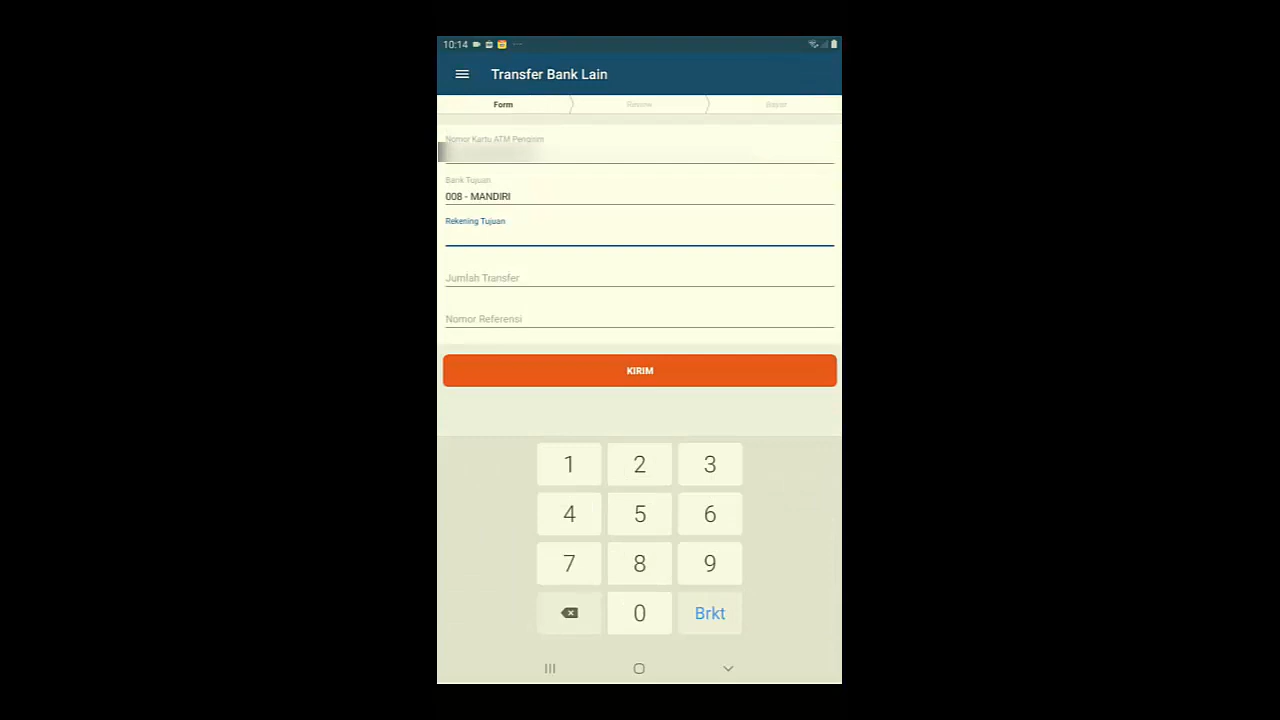 10:14
Transfer Bank Lain
Form
Resume
Nomor Kartu ATM Pengirim
Bank Tujuan
008 - MANDIRI
Rekening Tujuan
Jumlah Transfer
Nomor Referensi
KIRIM
1 2 3
4 5 6
7 8 9
0 Brkt